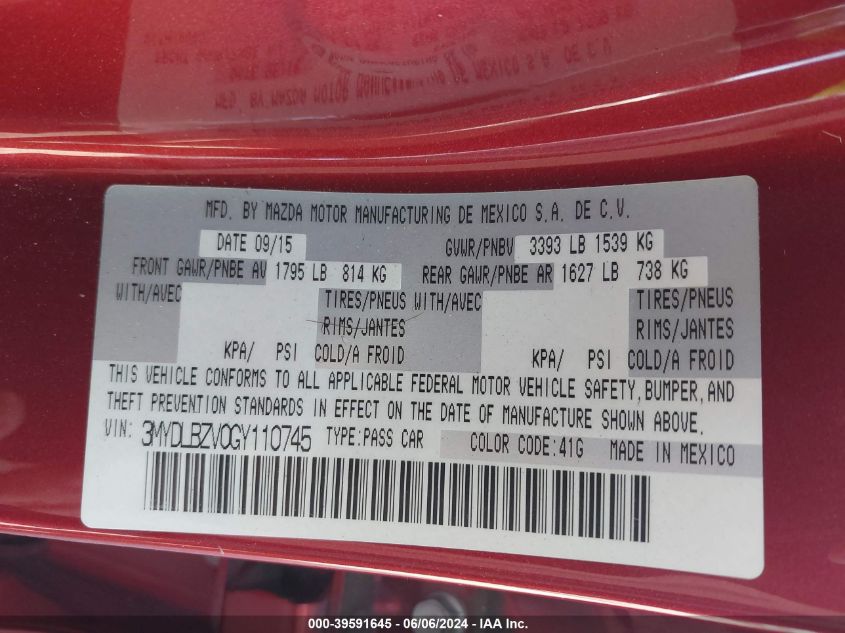 MFD. BY MAZDA MOTOR MANUFACTURING DE MEXICO S.A. DE C.V.
DATE 09/15 GVWR/PNBV 3393 LB 1539 KG
FRONT GAWR/PNBE AV 1795 LB 814 KG REAR GAWR/PNBE AR 1627 LB 738 KG
WITH/AVEC TIRES/PNEUS WITH/AVEC TIRES/PNEUS
RIMS/JANTES RIMS/JANTES
KPA/ PSI COLD/A FROID KPA/ PSI COLD/A FROID
THIS VEHICLE CONFORMS TO ALL APPLICABLE FEDERAL MOTOR VEHICLE SAFETY, BUMPER, AND
THEFT PREVENTION STANDARDS IN EFFECT ON THE DATE OF MANUFACTURE SHOWN ABOVE.
VIN: 3MYDLBZV0GY110745 TYPE:PASS CAR COLOR CODE:41G MADE IN MEXICO
000-39591645 / 06/06/2024 - IAAI.com